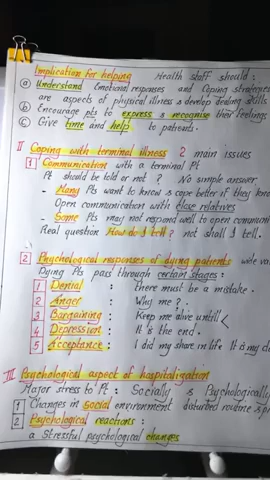 Implication for helping Health staff should:
(a) Understand Emotional responses and Coping strategies
are aspects of physical illness & develop dealing skills
(b) Encourage pts to express & recognise their feelings
(c) Give time and help to patients.
II Coping with terminal illness 2 main issues
1 Communication with a terminal Pt
Pt should be told or not? No simple answer
- Many Pts want to know & cope better if they know
Open communication with close relatives
- Some Pts may not respond well to open
Real question How do I tell? not shall I tell.
2 Psychological responses of dying patients wide
Dying Pts pass through certain stages:
1 Denial : there must be a mistake.
2 Anger : Why me?
3 Bargaining : Keep me alive untill <
4 Depression : It is the end.
5 Acceptance : I did my share in life. It is my
III Psychological aspect of hospitalization
Major stress to Pt: Socially & Psychologically
1 Changes in social environment disturbed routine &
2 Psychological reactions:
a Stressful psychological changes